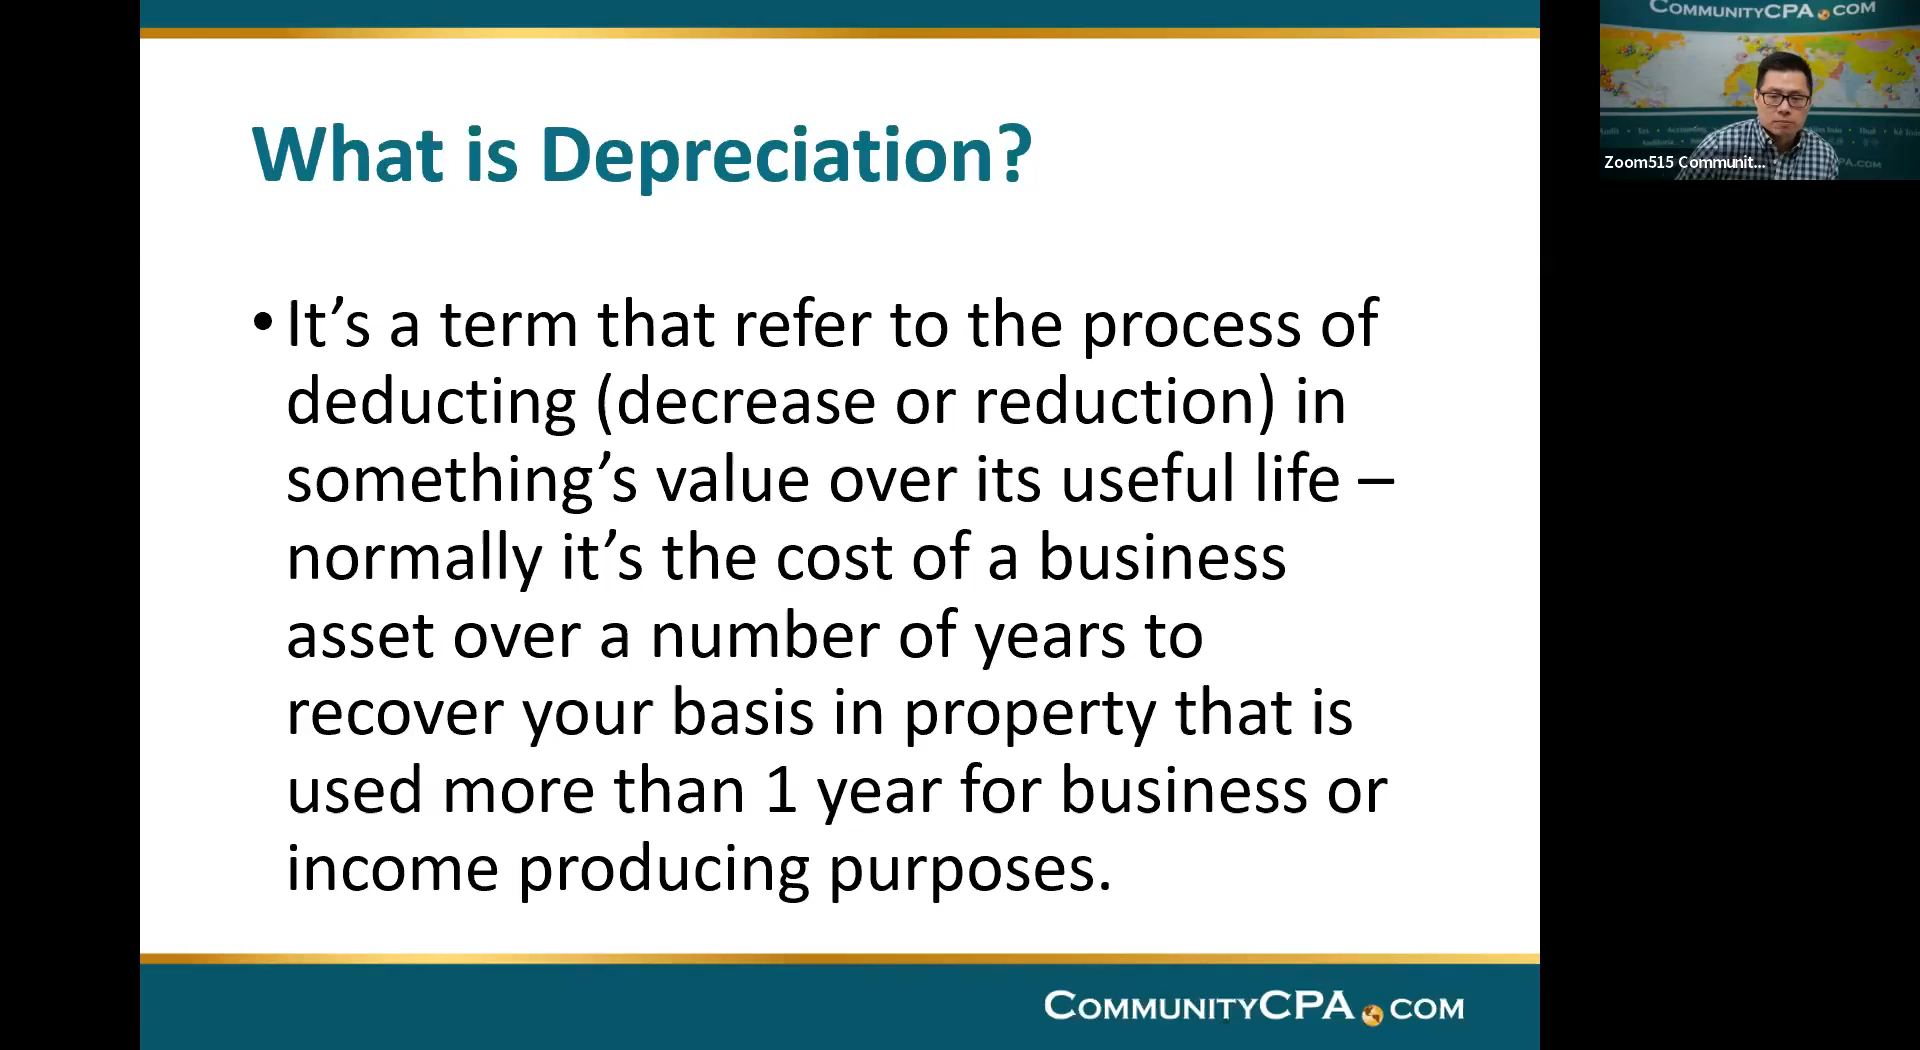 What is Depreciation?
• It’s a term that refer to the process of
deducting (decrease or reduction) in
something’s value over its useful life –
normally it’s the cost of a business
asset over a number of years to
recover your basis in property that is
used more than 1 year for business or
income producing purposes.
COMMUNITYCPA.COM
COMMUNITYCPA.COM
Zoom515 Communit...